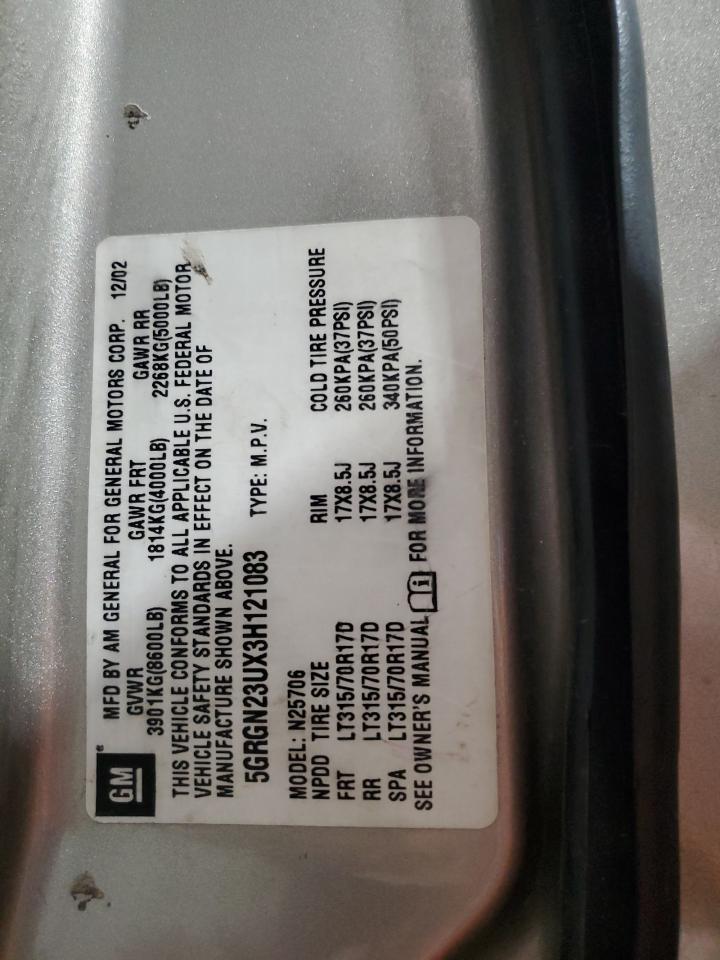 GM
MFD BY AM GENERAL FOR GENERAL MOTORS CORP. 12/02
GVWR GAWR FRT GAWR RR
3901KG(8600LB) 1814KG(4000LB) 2268KG(5000LB)
THIS VEHICLE CONFORMS TO ALL APPLICABLE U.S. FEDERAL MOTOR
VEHICLE SAFETY STANDARDS IN EFFECT ON THE DATE OF
MANUFACTURE SHOWN ABOVE.
5GRGN23UX3H121083 TYPE: M.P.V.
MODEL: N25706
NPDD TIRE SIZE RIM COLD TIRE PRESSURE
FRT LT315/70R17D 17X8.5J 260KPA(37PSI)
RR LT315/70R17D 17X8.5J 260KPA(37PSI)
SPA LT315/70R17D 17X8.5J 340KPA(50PSI)
SEE OWNER'S MANUAL i FOR MORE INFORMATION.